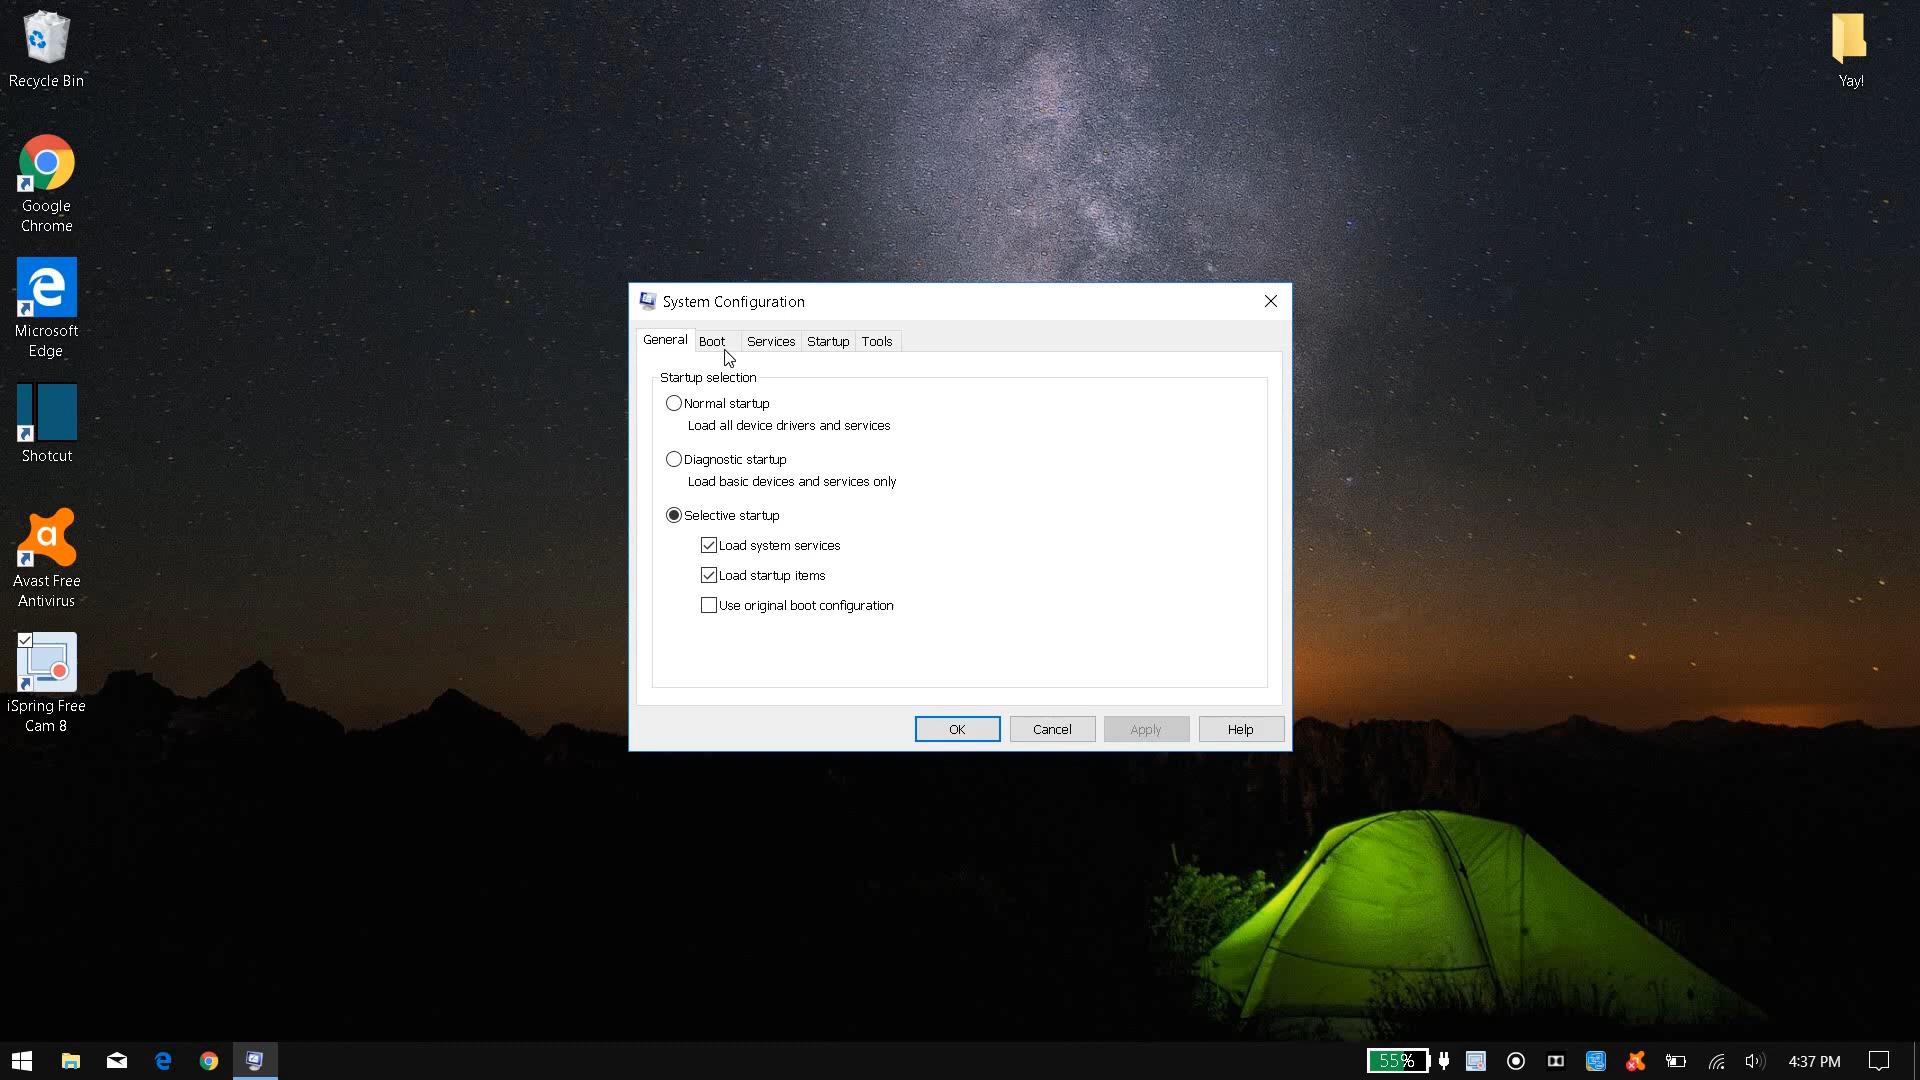 Recycle Bin
Yay!
Google
Chrome
Microsoft
Edge
Shotcut
a
Avast Free
Antivirus
iSpring Free
Cam 8
System Configuration
General Boot Services Startup Tools
Startup selection
Normal startup
Load all device drivers and services
Diagnostic startup
Load basic devices and services only
Selective startup
Load system services
Load startup items
Use original boot configuration
OK Cancel Apply Help
55% 4:37 PM